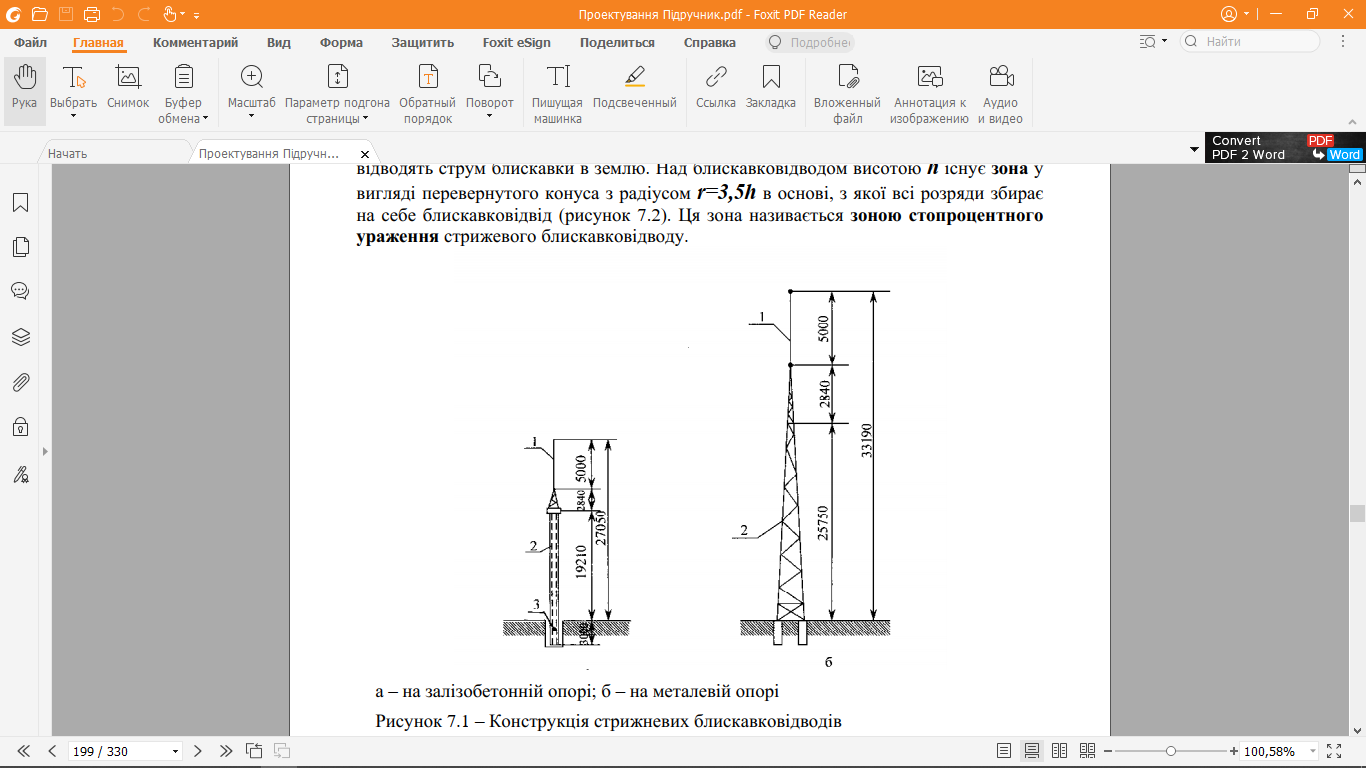 Проектування Підручник.pdf - Foxit PDF Reader
Файл Главная Комментарий Вид Форма Защитить Foxit eSign Поделиться Справка Подробнес Найти
Рука Выбрать Снимок Буфер обмена Масштаб Параметр подгона страницы Обратный порядок Поворот Пишущая машинка Подсвеченный Ссылка Закладка Вложенный файл Аннотация к изображению Аудио и видео
Начать Проектування Підручн...
Convert PDF
PDF 2 Word Word
відводять струм блискавки в землю. Над блискавковідводом висотою h існує зона у
вигляді перевернутого конуса з радіусом r=3,5h в основі, з якої всі розряди збирає
на себе блискавковідвід (рисунок 7.2). Ця зона називається зоною стопроцентного
ураження стрижевого блискавковідводу.
1
5000
2840
27050
2
19210
3
3000
1
5000
2840
33190
2
25750
б
а – на залізобетонній опорі; б – на металевій опорі
Рисунок 7.1 – Конструкція стрижневих блискавковідводів
199 / 330
100,58%